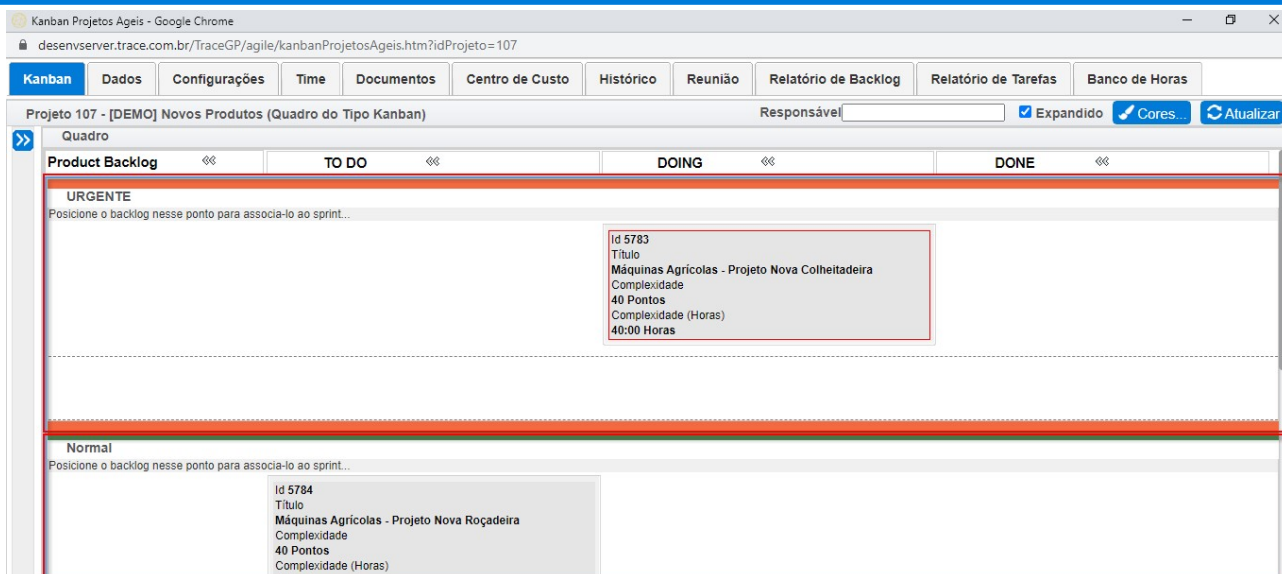 Kanban Projetos Ageis - Google Chrome
desenvserver.trace.com.br/TraceGP/agile/kanbanProjetosAgeis.htm?idProjeto=107
Kanban Dados Configurações Time Documentos Centro de Custo Histórico Reunião Relatório de Backlog Relatório de Tarefas Banco de Horas
Projeto 107 - [DEMO] Novos Produtos (Quadro do Tipo Kanban) Responsável Expandido Cores... Atualizar
Quadro
Product Backlog TO DO DOING DONE
URGENTE
Posicione o backlog nesse ponto para associa-lo ao sprint...
Id 5783
Título
Máquinas Agrícolas - Projeto Nova Colheitadeira
Complexidade
40 Pontos
Complexidade (Horas)
40:00 Horas
Normal
Posicione o backlog nesse ponto para associa-lo ao sprint...
Id 5784
Título
Máquinas Agrícolas - Projeto Nova Roçadeira
Complexidade
40 Pontos
Complexidade (Horas)